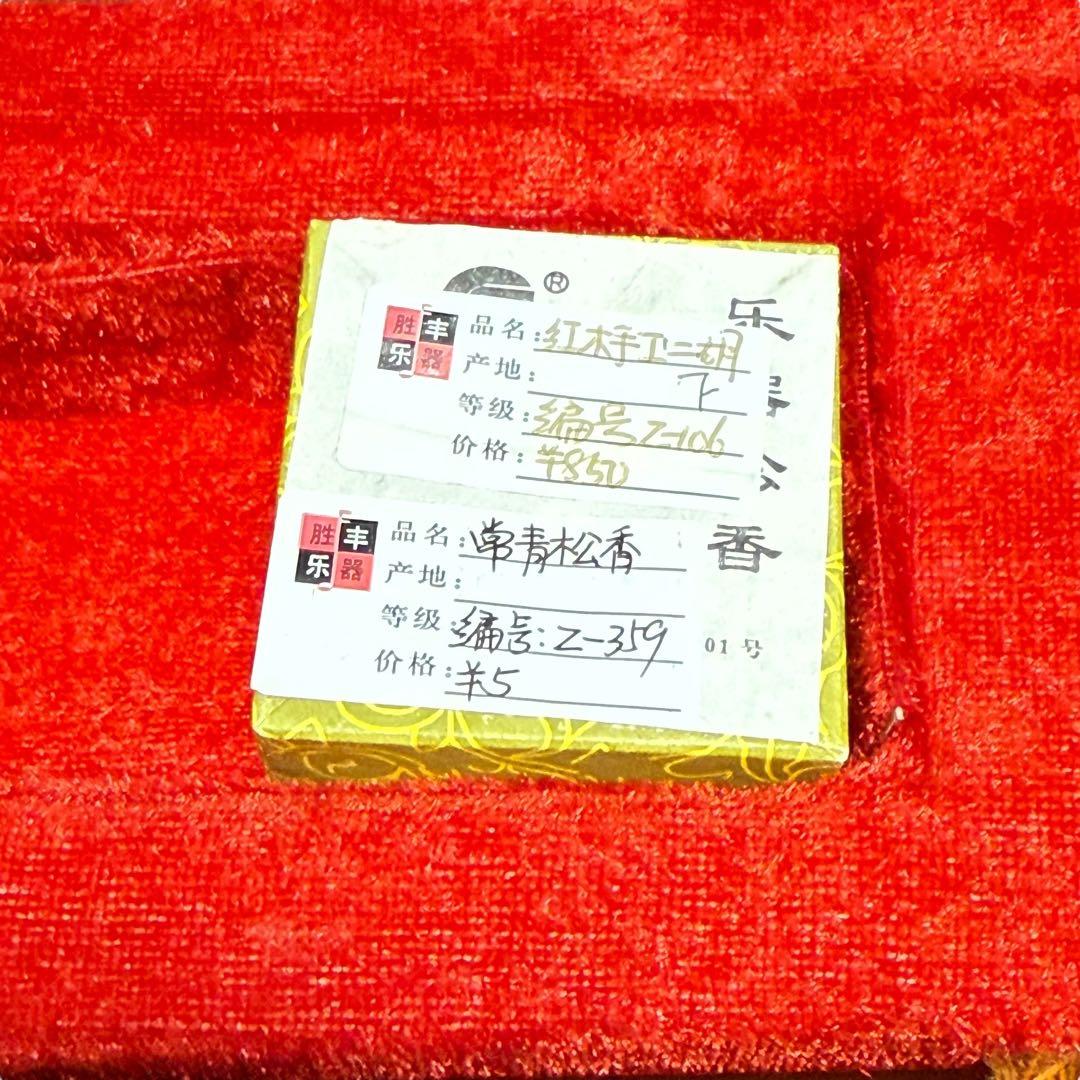 ®
胜丰
乐器
品名:红木手工二胡
产地:
等级:编号Z-106
价格:¥850
胜丰
乐器
品名:常青松香
产地:
等级:编号:Z-359
价格:¥5
乐
香
01号